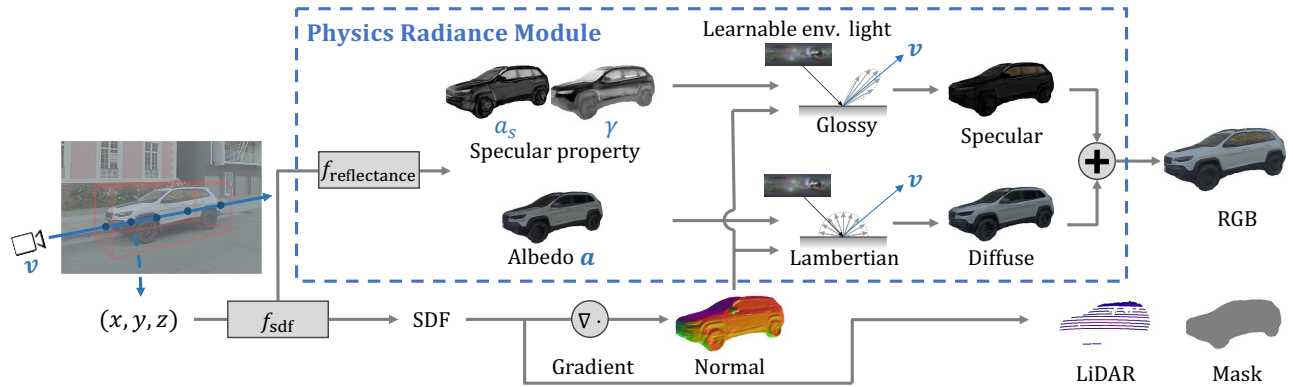 Physics Radiance Module
Learnable env. light
v
a_s
γ
Specular property
Glossy
Specular
f_reflectance
v
RGB
v
Albedo a
Lambertian
Diffuse
(x, y, z)
f_sdf
SDF
∇ ·
Gradient
Normal
LiDAR
Mask